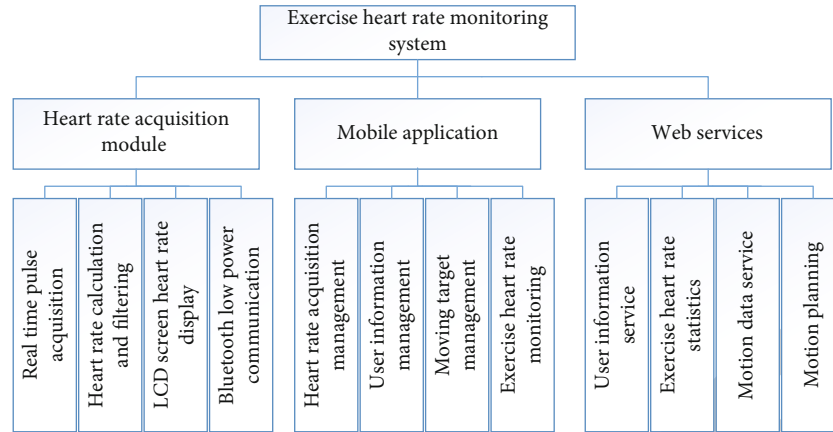 Exercise heart rate monitoring
system
Heart rate acquisition
module
Mobile application
Web services
Real time pulse
acquisition
Heart rate calculation
and filtering
LCD screen heart rate
display
Bluetooth low power
communication
Heart rate acquisition
management
User information
management
Moving target
management
Exercise heart rate
monitoring
User information
service
Exercise heart rate
statistics
Motion data service
Motion planning